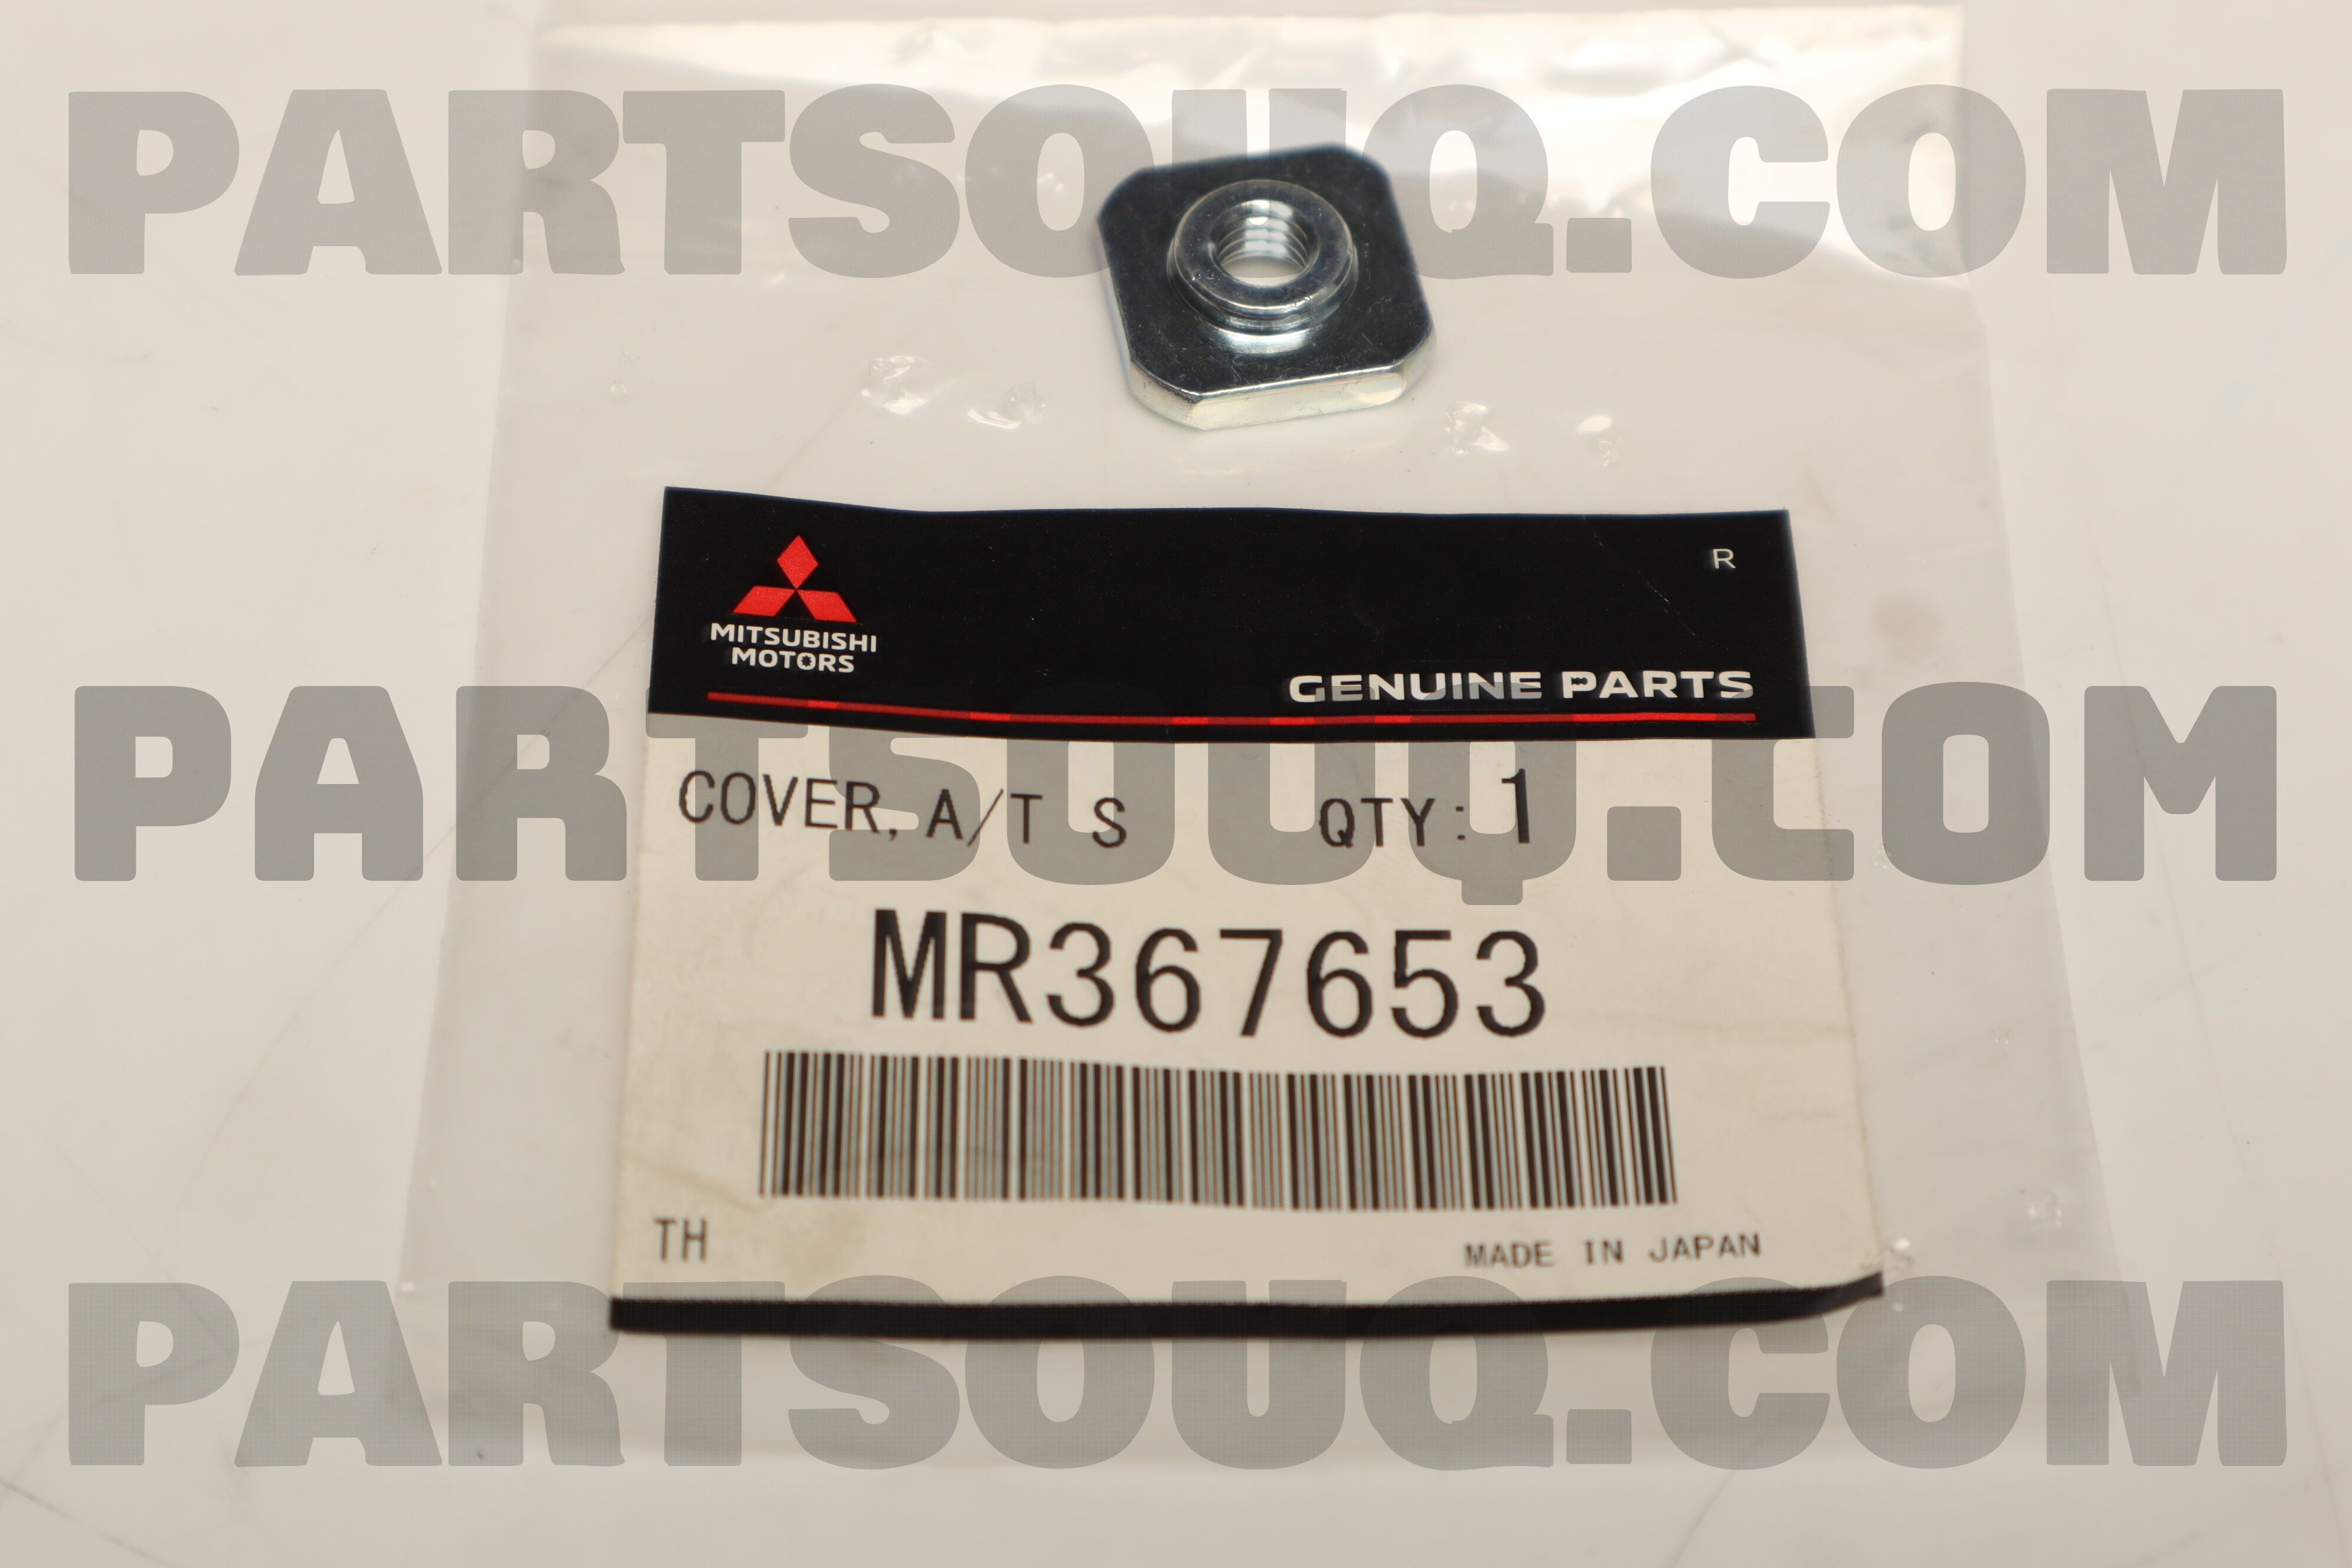 PARTSOUQ.COM
R
MITSUBISHI
MOTORS
GENUINE PARTS
PARTSOUQ.COM
COVER, A/T S QTY: 1
MR367653
TH MADE IN JAPAN
PARTSOUQ.COM